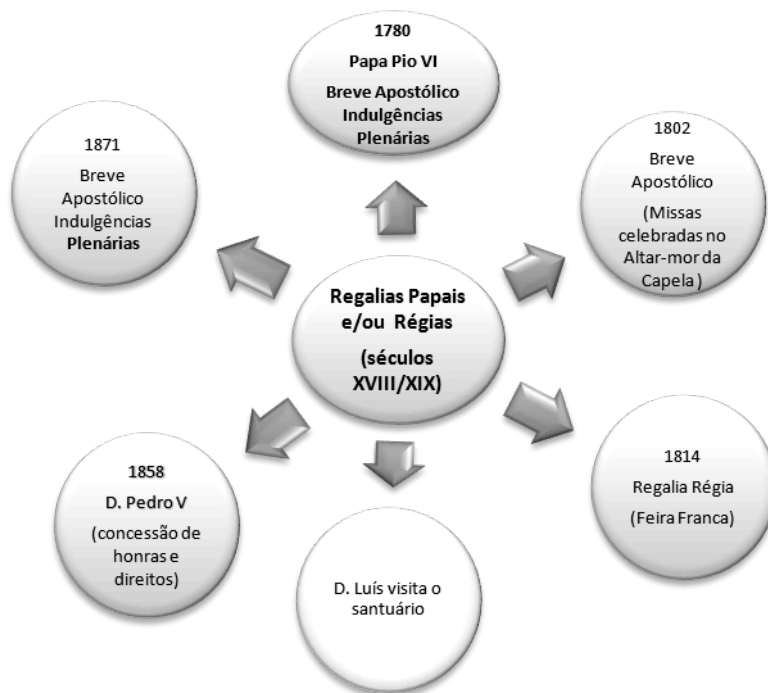 1780
Papa Pio VI
Breve Apostólico
Indulgências
Plenárias
1802
Breve
Apostólico
(Missas
celebradas no
Altar-mor da
Capela )
1814
Regalia Régia
(Feira Franca)
D. Luís visita o
santuário
1858
D. Pedro V
(concessão de
honras e
direitos)
1871
Breve
Apostólico
Indulgências
Plenárias
Regalias Papais
e/ou Régias
(séculos
XVIII/XIX)